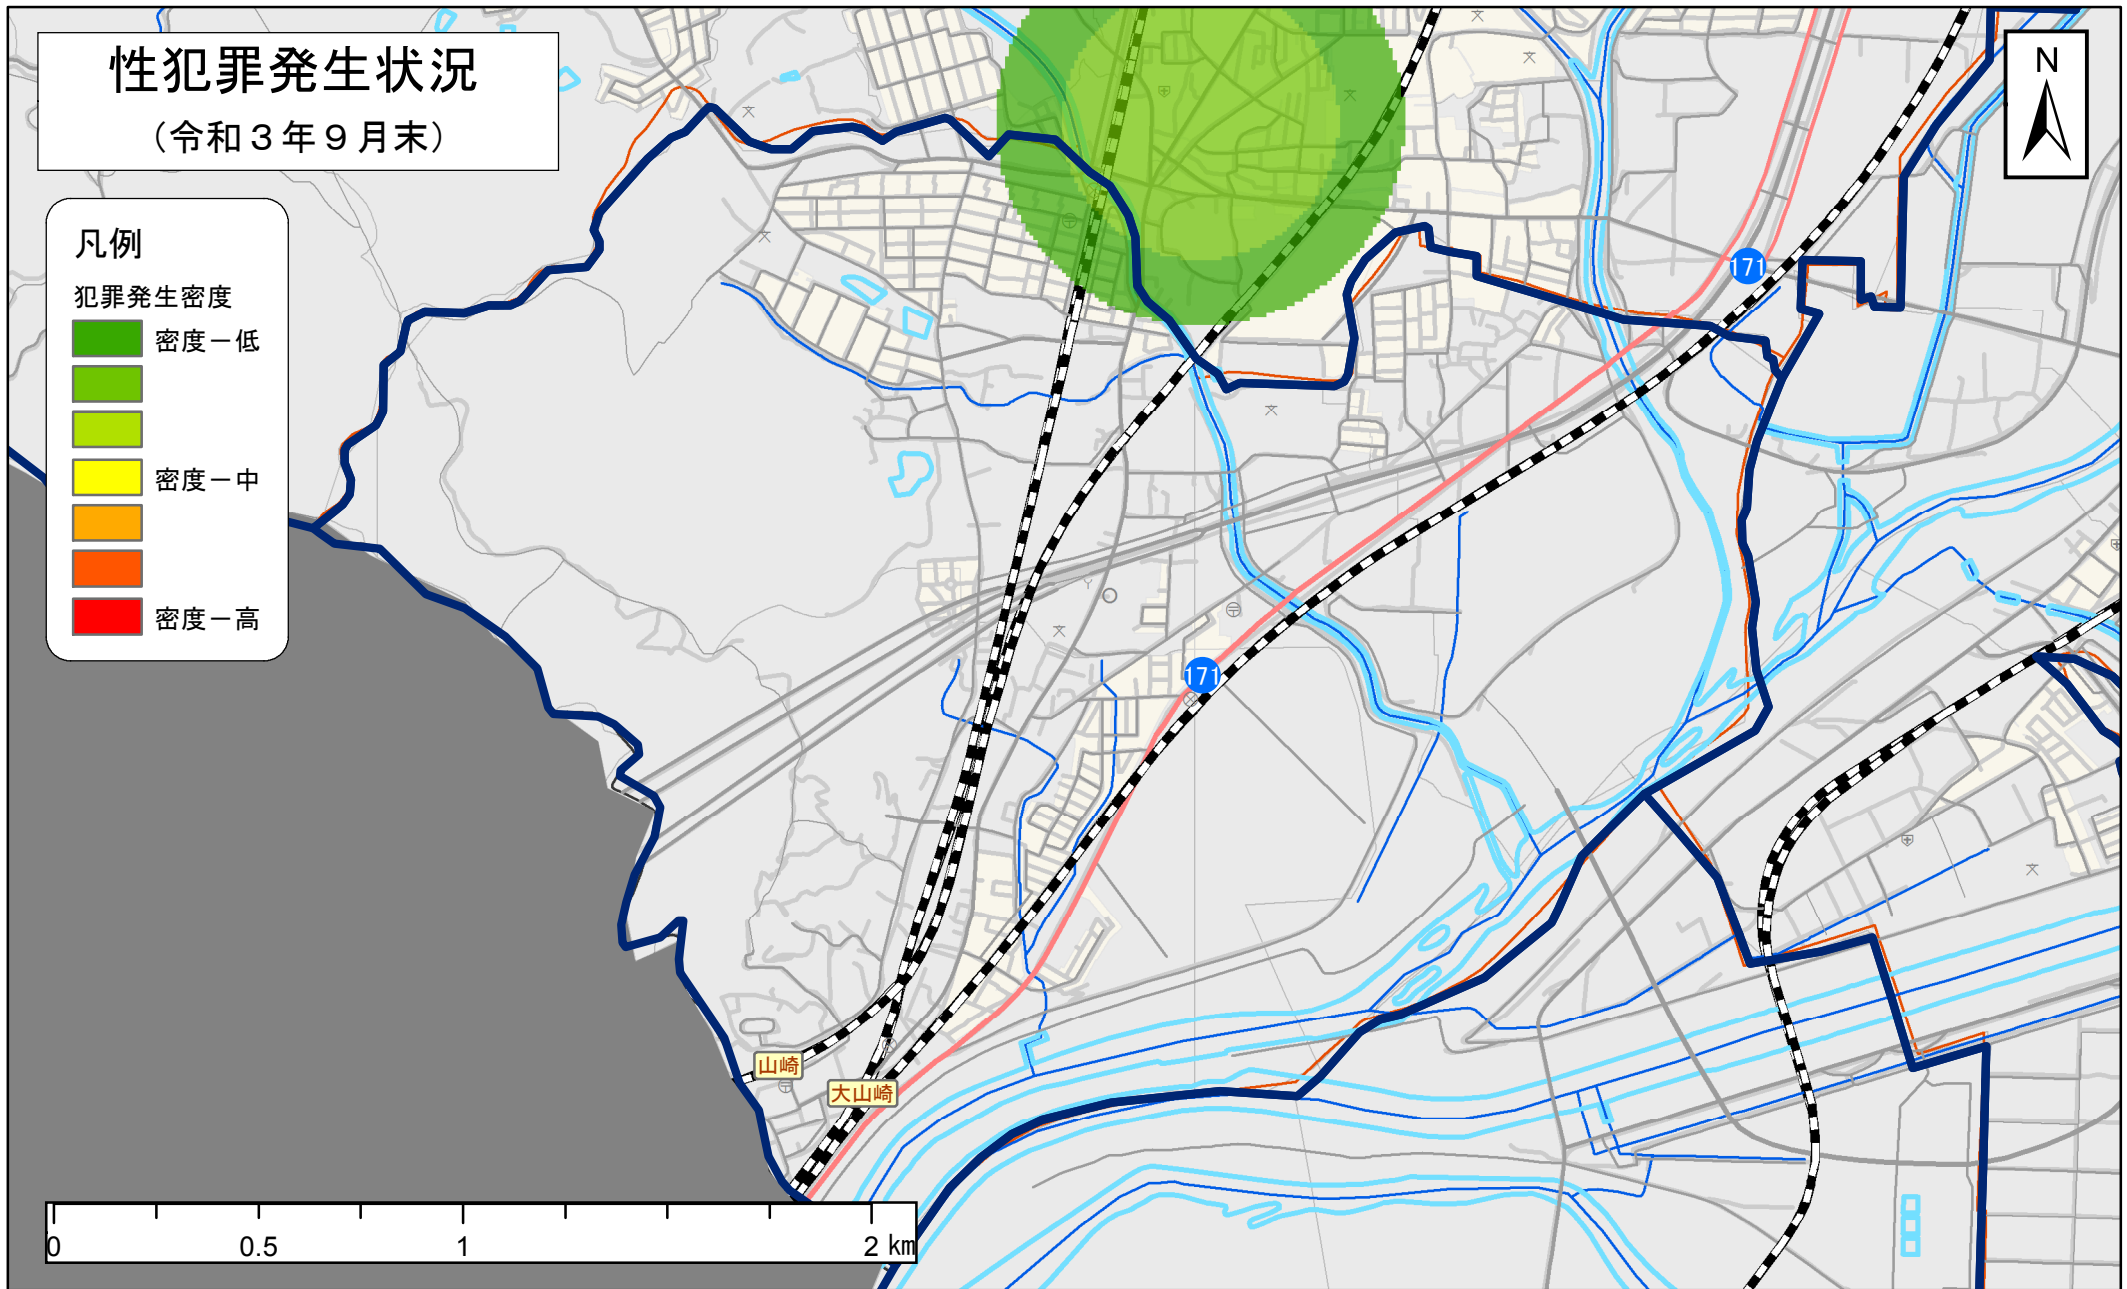 性犯罪発生状況
（令和３年９月末）
N
凡例
犯罪発生密度
密度－低
密度－中
密度－高
171
171
山崎
大山崎
0
0.5
1
2 km